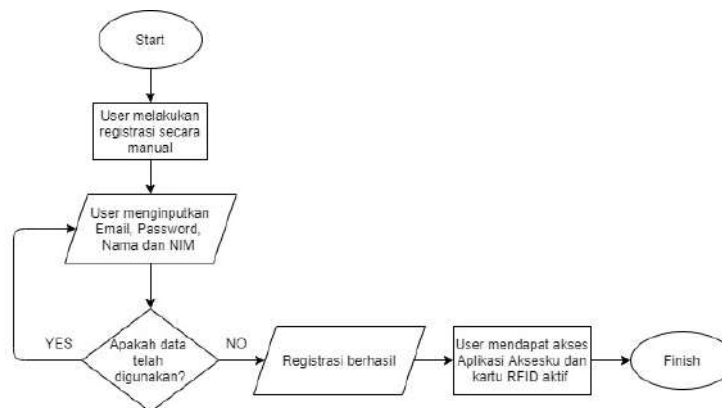 Start
User melakukan
registrasi secara
manual
User menginputkan
Email, Password,
Nama dan NIM
YES
Apakah data
telah
digunakan?
NO
Registrasi berhasil
User mendapat akses
Aplikasi Aksesku dan
kartu RFID aktif
Finish